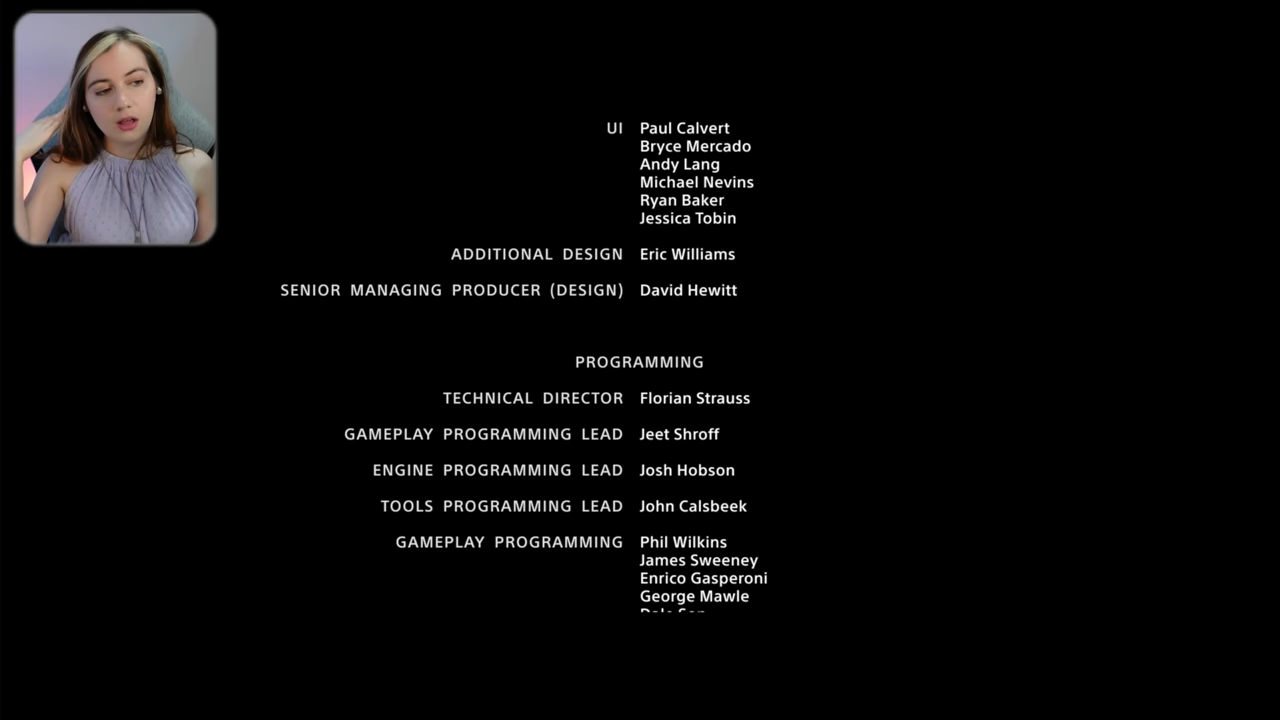 UI Paul Calvert
Bryce Mercado
Andy Lang
Michael Nevins
Ryan Baker
Jessica Tobin
ADDITIONAL DESIGN Eric Williams
SENIOR MANAGING PRODUCER (DESIGN) David Hewitt
PROGRAMMING
TECHNICAL DIRECTOR Florian Strauss
GAMEPLAY PROGRAMMING LEAD Jeet Shroff
ENGINE PROGRAMMING LEAD Josh Hobson
TOOLS PROGRAMMING LEAD John Calsbeek
GAMEPLAY PROGRAMMING Phil Wilkins
James Sweeney
Enrico Gasperoni
George Mawle